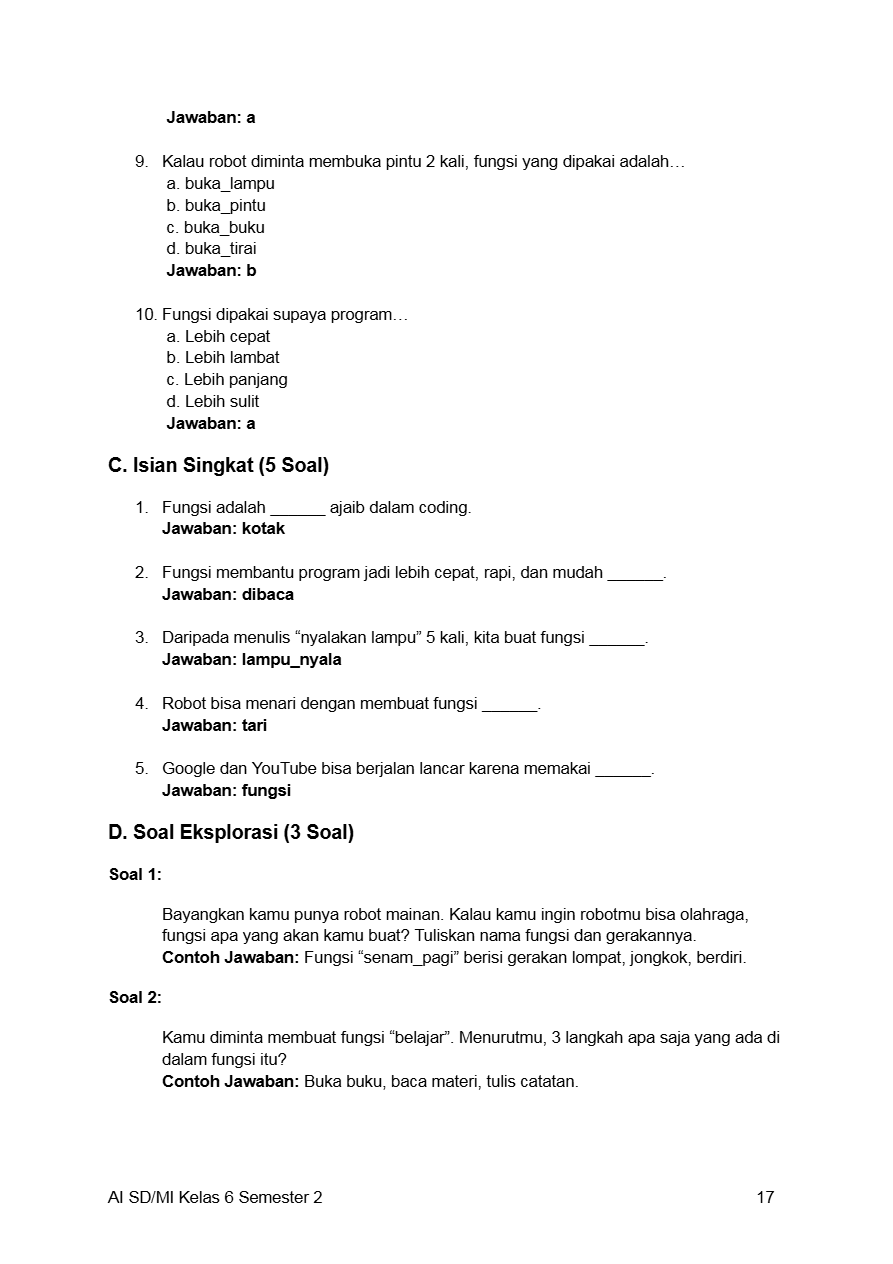 Jawaban: a
9. Kalau robot diminta membuka pintu 2 kali, fungsi yang dipakai adalah…
a. buka_lampu
b. buka_pintu
c. buka_buku
d. buka_tirai
Jawaban: b
10. Fungsi dipakai supaya program…
a. Lebih cepat
b. Lebih lambat
c. Lebih panjang
d. Lebih sulit
Jawaban: a
C. Isian Singkat (5 Soal)
1. Fungsi adalah ______ ajaib dalam coding.
Jawaban: kotak
2. Fungsi membantu program jadi lebih cepat, rapi, dan mudah ______.
Jawaban: dibaca
3. Daripada menulis “nyalakan lampu” 5 kali, kita buat fungsi ______.
Jawaban: lampu_nyala
4. Robot bisa menari dengan membuat fungsi ______.
Jawaban: tari
5. Google dan YouTube bisa berjalan lancar karena memakai ______.
Jawaban: fungsi
D. Soal Eksplorasi (3 Soal)
Soal 1:
Bayangkan kamu punya robot mainan. Kalau kamu ingin robotmu bisa olahraga,
fungsi apa yang akan kamu buat? Tuliskan nama fungsi dan gerakannya.
Contoh Jawaban: Fungsi “senam_pagi” berisi gerakan lompat, jongkok, berdiri.
Soal 2:
Kamu diminta membuat fungsi “belajar”. Menurutmu, 3 langkah apa saja yang ada di
dalam fungsi itu?
Contoh Jawaban: Buka buku, baca materi, tulis catatan.
AI SD/MI Kelas 6 Semester 2 17